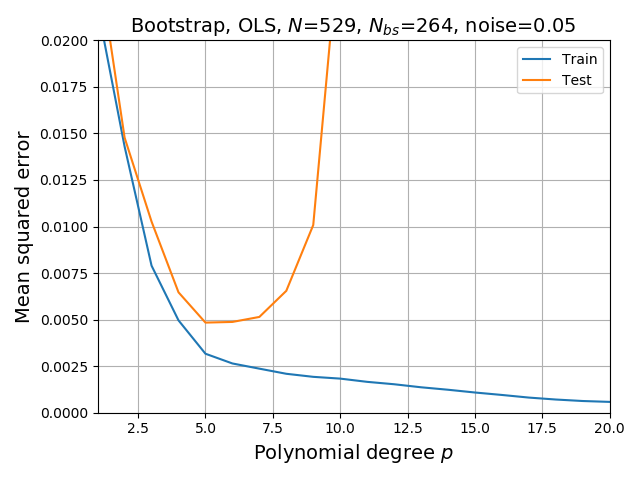 Bootstrap, OLS, $N$=529, $N_{bs}$=264, noise=0.05
0.0200
0.0175
0.0150
0.0125
0.0100
0.0075
0.0050
0.0025
0.0000
Mean squared error
Train
Test
2.5 5.0 7.5 10.0 12.5 15.0 17.5 20.0
Polynomial degree $p$